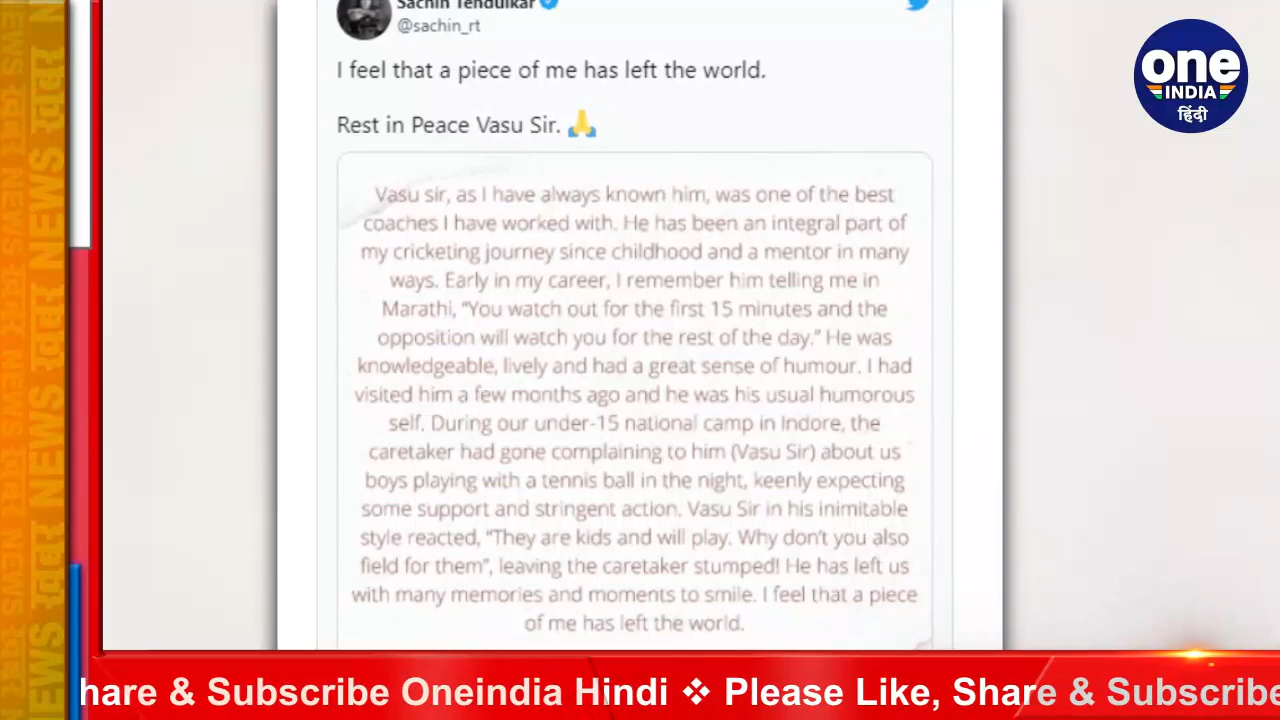 Sachin Tendulkar
@sachin_rt
I feel that a piece of me has left the world.
Rest in Peace Vasu Sir. 🙏
Vasu sir, as I have always known him, was one of the best
coaches I have worked with. He has been an integral part of
my cricketing journey since childhood and a mentor in many
ways. Early in my career, I remember him telling me in
Marathi, "You watch out for the first 15 minutes and the
opposition will watch you for the rest of the day." He was
knowledgeable, lively and had a great sense of humour. I had
visited him a few months ago and he was his usual humorous
self. During our under-15 national camp in Indore, the
caretaker had gone complaining to him (Vasu Sir) about us
boys playing with a tennis ball in the night, keenly expecting
some support and stringent action. Vasu Sir in his inimitable
style reacted, "They are kids and will play. Why don't you also
field for them", leaving the caretaker stumped! He has left us
with many memories and moments to smile. I feel that a piece
of me has left the world.
one
INDIA
हिंदी
NEWS खबर NEWS खबर NEWS
hare & Subscribe Oneindia Hindi ❖ Please Like, Share & Subscribe